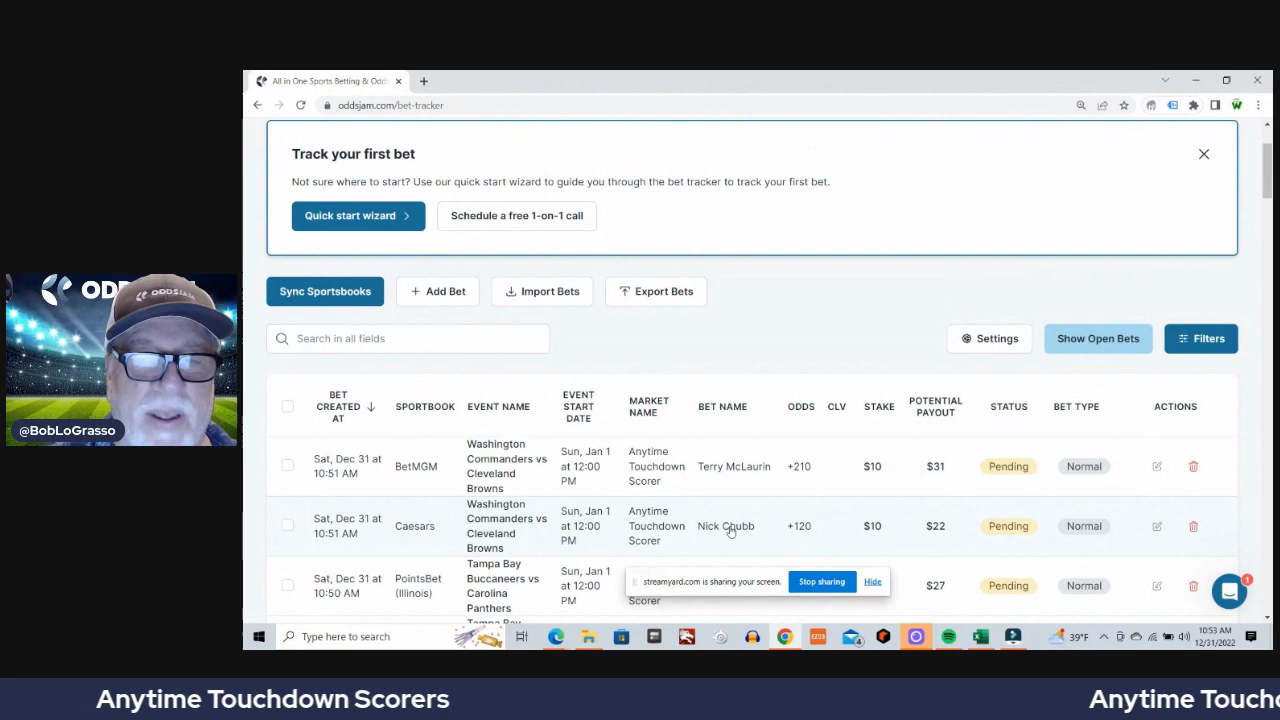 All in One Sports Betting & Odds
oddsjam.com/bet-tracker
Track your first bet
Not sure where to start? Use our quick start wizard to guide you through the bet tracker to track your first bet.
Quick start wizard
Schedule a free 1-on-1 call
Sync Sportsbooks
+ Add Bet
Import Bets
Export Bets
Search in all fields
Settings
Show Open Bets
Filters
BET CREATED AT
SPORTBOOK
EVENT NAME
EVENT START DATE
MARKET NAME
BET NAME
ODDS
CLV
STAKE
POTENTIAL PAYOUT
STATUS
BET TYPE
ACTIONS
Sat, Dec 31 at 10:51 AM
BetMGM
Washington Commanders vs Cleveland Browns
Sun, Jan 1 at 12:00 PM
Anytime Touchdown Scorer
Terry McLaurin
+210
$10
$31
Pending
Normal
Sat, Dec 31 at 10:51 AM
Caesars
Washington Commanders vs Cleveland Browns
Sun, Jan 1 at 12:00 PM
Anytime Touchdown Scorer
Nick Chubb
+120
$10
$22
Pending
Normal
Sat, Dec 31 at 10:50 AM
PointsBet (Illinois)
Tampa Bay Buccaneers vs Carolina Panthers
Sun, Jan 1 at 12:00 PM
Scorer
$27
Pending
Normal
Tampa Bay
streamyard.com is sharing your screen.
Stop sharing
Hide
1
Type here to search
39°F
10:53 AM
12/31/2022
ODDSJAM
@BobLoGrasso
Anytime Touchdown Scorers
Anytime Touchdo